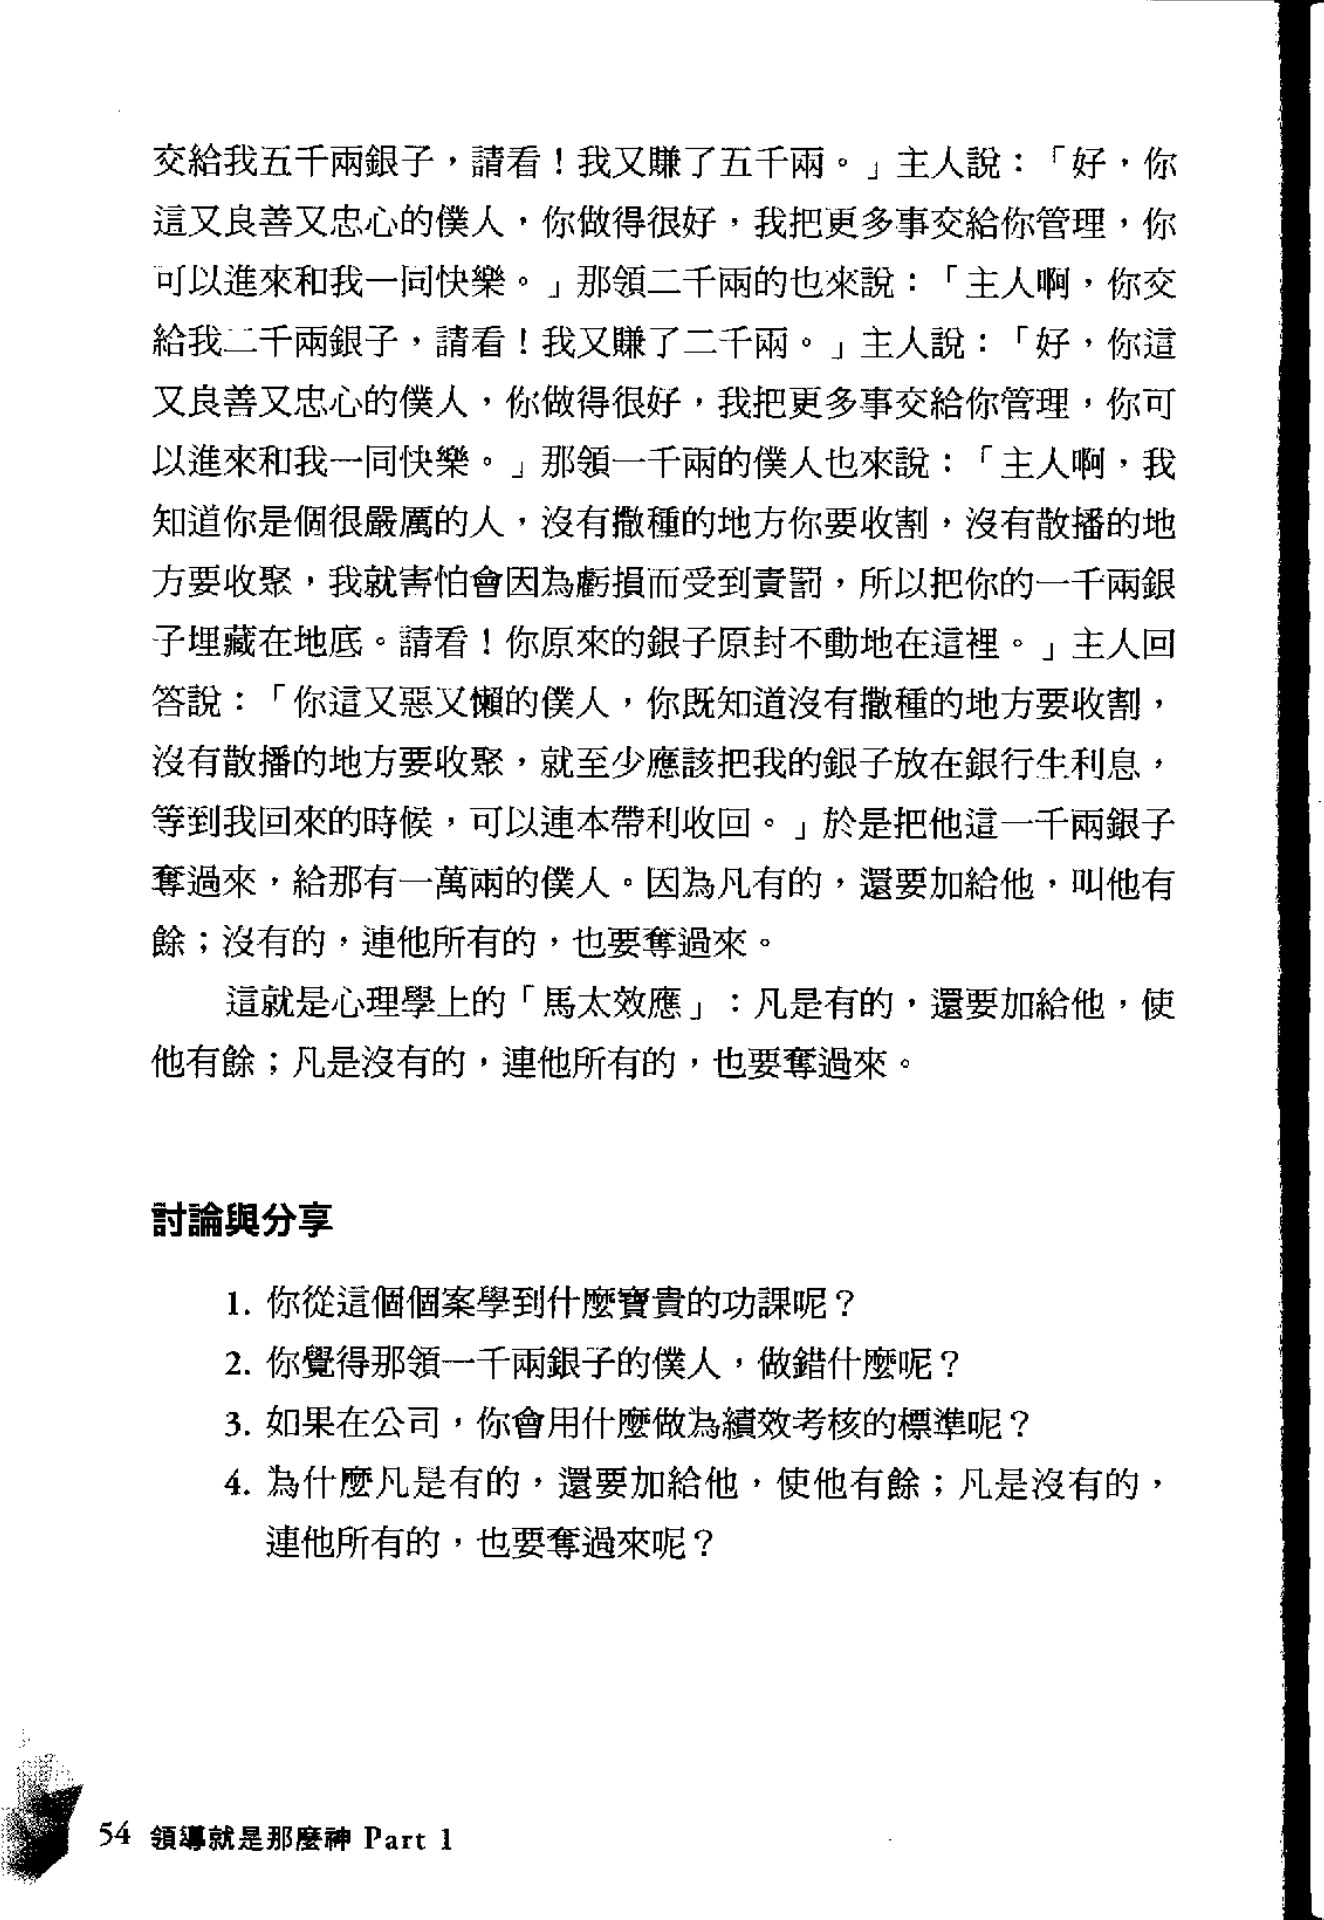 交給我五千兩銀子，請看！我又賺了五千兩。」主人說：「好，你
這又良善又忠心的僕人，你做得很好，我把更多事交給你管理，你
可以進來和我一同快樂。」那領二千兩的也來說：「主人啊，你交
給我二千兩銀子，請看！我又賺了二千兩。」主人說：「好，你這
又良善又忠心的僕人，你做得很好，我把更多事交給你管理，你可
以進來和我一同快樂。」那領一千兩的僕人也來說：「主人啊，我
知道你是個很嚴厲的人，沒有撒種的地方你要收割，沒有散播的地
方要收聚，我就害怕會因為虧損而受到責罰，所以把你的一千兩銀
子埋藏在地底。請看！你原來的銀子原封不動地在這裡。」主人回
答說：「你這又惡又懶的僕人，你既知道沒有撒種的地方要收割，
沒有散播的地方要收聚，就至少應該把我的銀子放在銀行生利息，
等到我回來的時候，可以連本帶利收回。」於是把他這一千兩銀子
奪過來，給那有一萬兩的僕人。因為凡有的，還要加給他，叫他有
餘；沒有的，連他所有的，也要奪過來。
這就是心理學上的「馬太效應」：凡是有的，還要加給他，使
他有餘；凡是沒有的，連他所有的，也要奪過來。
討論與分享
1. 你從這個個案學到什麼寶貴的功課呢？
2. 你覺得那領一千兩銀子的僕人，做錯什麼呢？
3. 如果在公司，你會用什麼做為績效考核的標準呢？
4. 為什麼凡是有的，還要加給他，使他有餘；凡是沒有的，
連他所有的，也要奪過來呢？
54 領導就是那麼神 Part 1